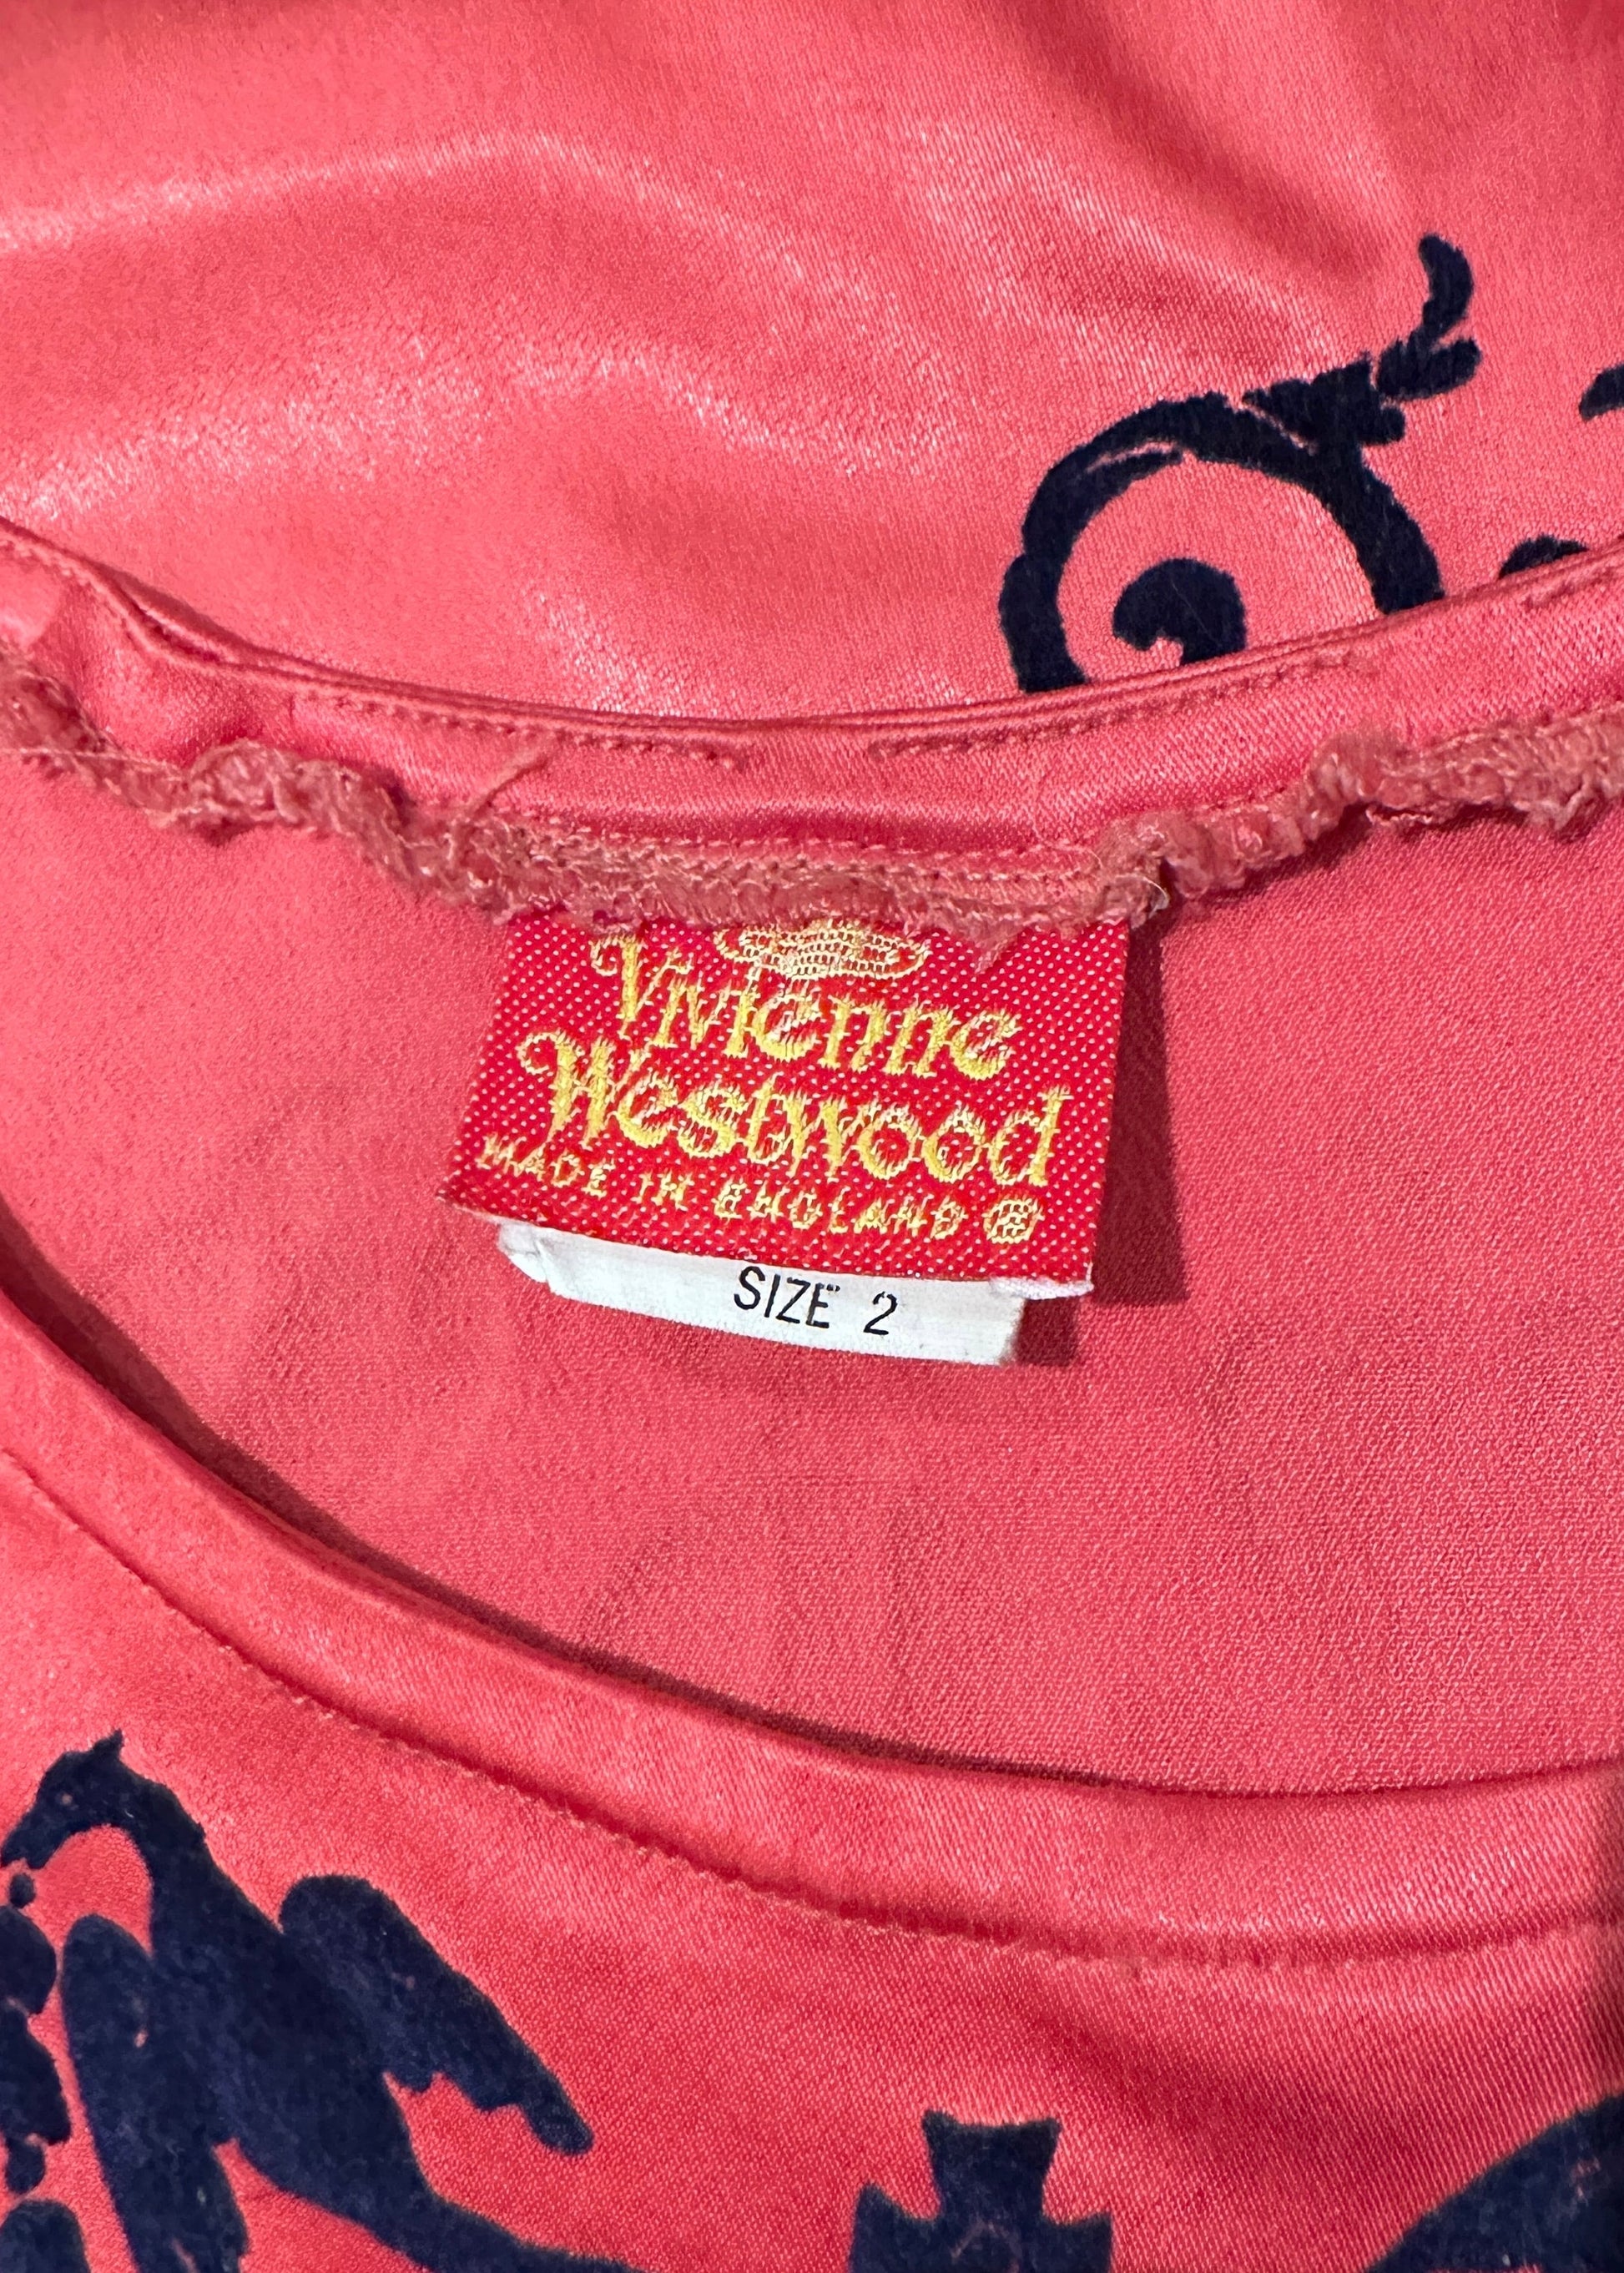 Vivienne
Westwood
MADE IN ENGLAND ®
SIZE 2